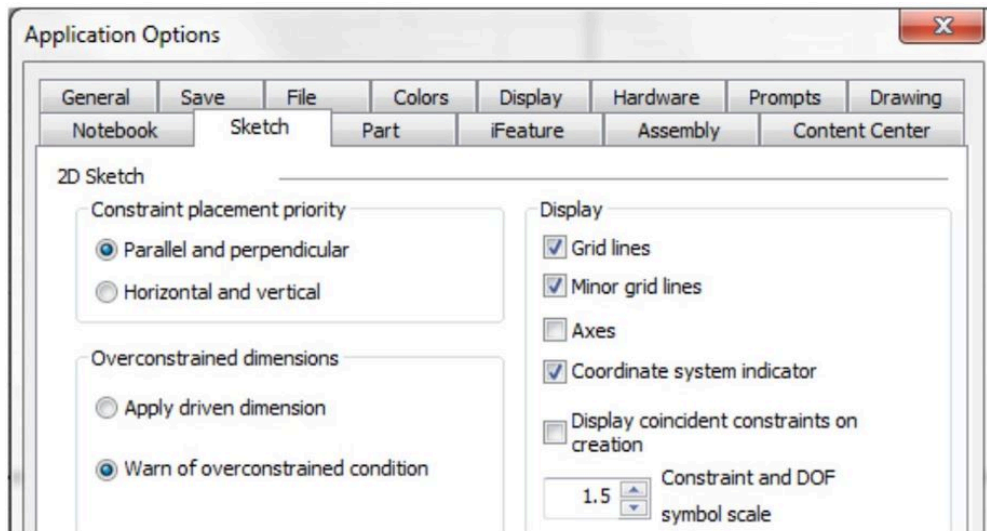 Application Options
General Save File Colors Display Hardware Prompts Drawing
Notebook Sketch Part iFeature Assembly Content Center
2D Sketch
Constraint placement priority
Parallel and perpendicular
Horizontal and vertical
Overconstrained dimensions
Apply driven dimension
Warn of overconstrained condition
Display
Grid lines
Minor grid lines
Axes
Coordinate system indicator
Display coincident constraints on
creation
1.5 Constraint and DOF
symbol scale